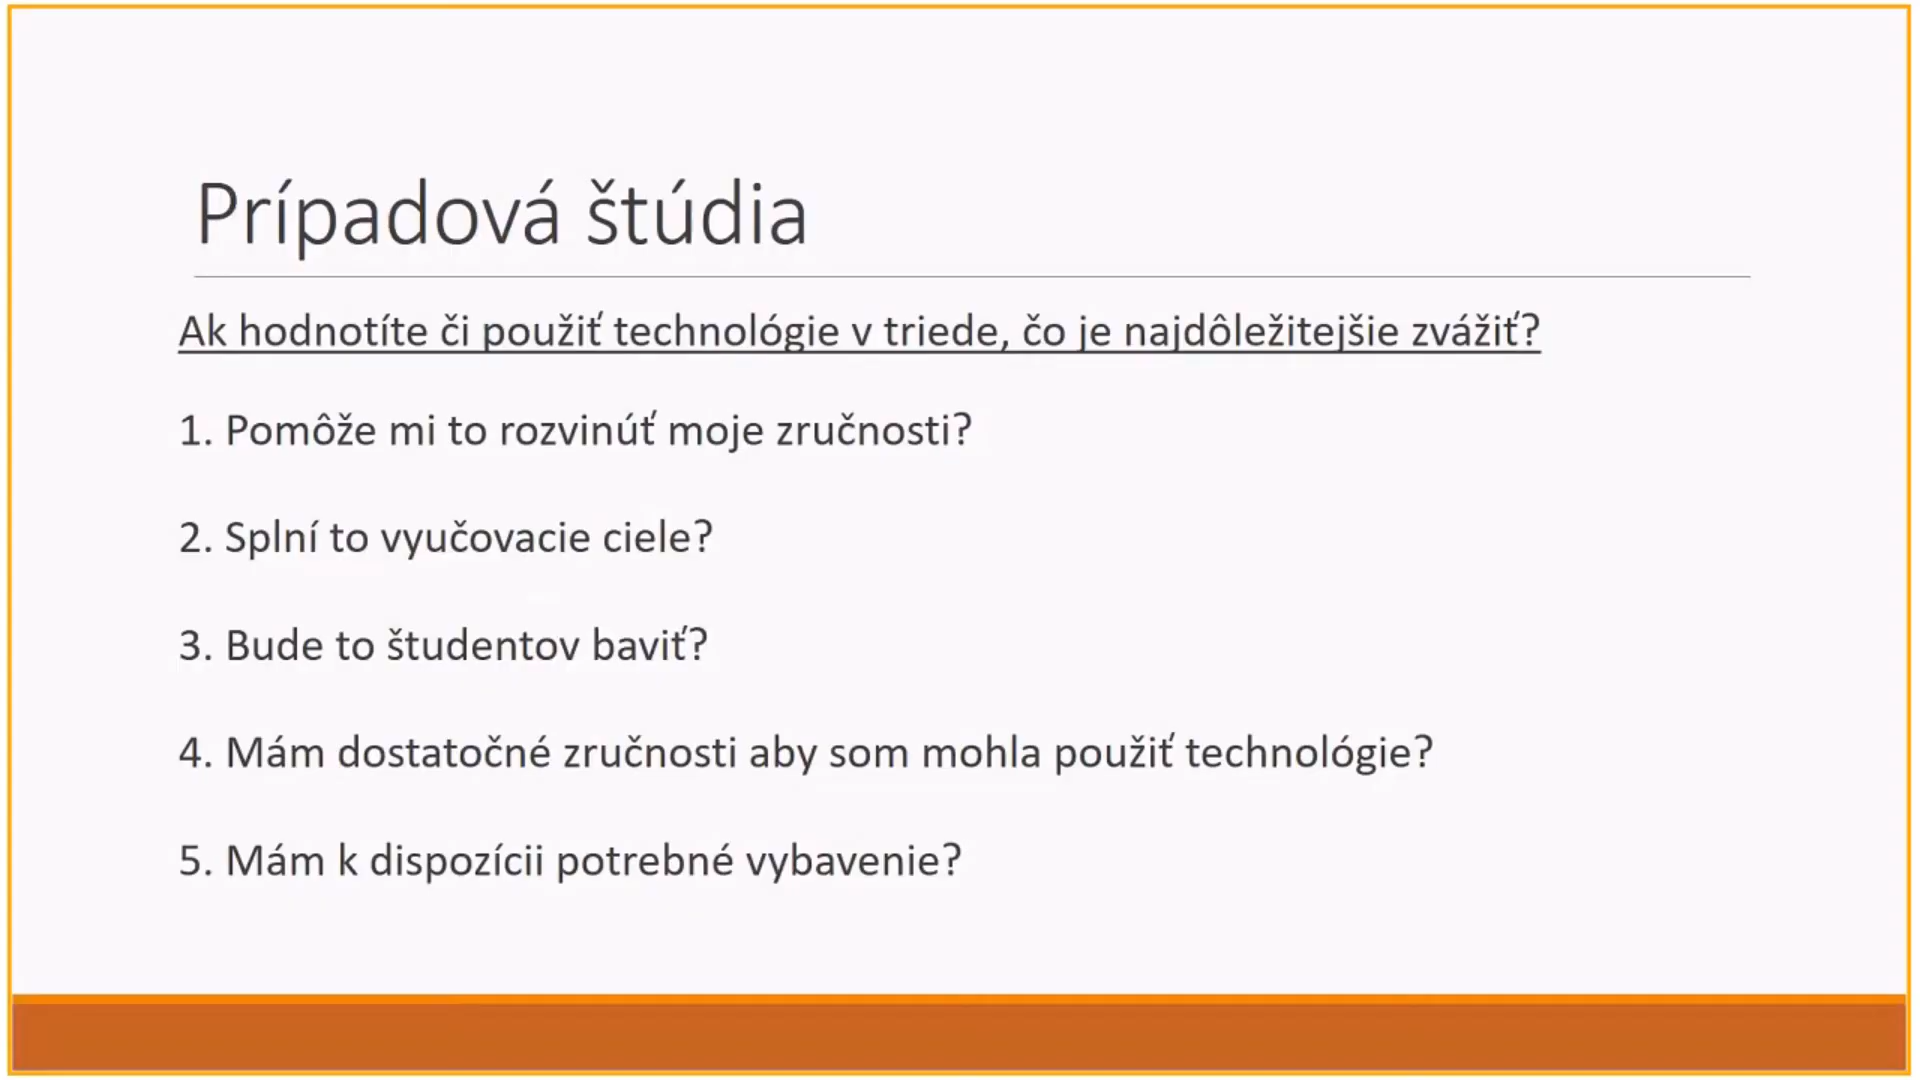 Prípadová štúdia
Ak hodnotíte či použiť technológie v triede, čo je najdôležitejšie zvážiť?
1. Pomôže mi to rozvinúť moje zručnosti?
2. Splní to vyučovacie ciele?
3. Bude to študentov baviť?
4. Mám dostatočné zručnosti aby som mohla použiť technológie?
5. Mám k dispozícii potrebné vybavenie?